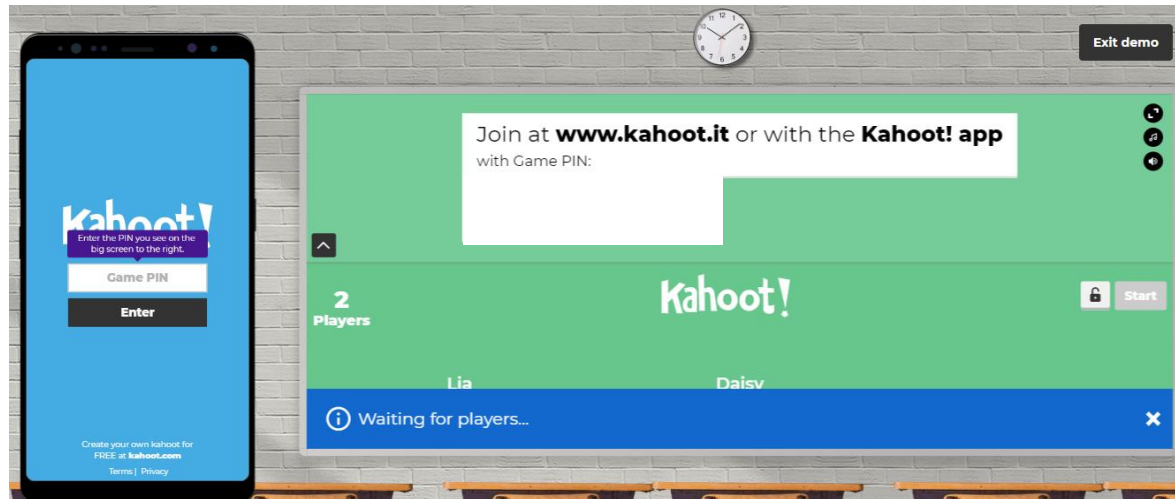 Exit demo
Join at www.kahoot.it or with the Kahoot! app
with Game PIN:
Kahoot!
Enter the PIN you see on the
big screen to the right.
Game PIN
Enter
2
Players
Kahoot!
Start
Lia
Daisy
Waiting for players...
Create your own kahoot for
FREE at kahoot.com
Terms | Privacy